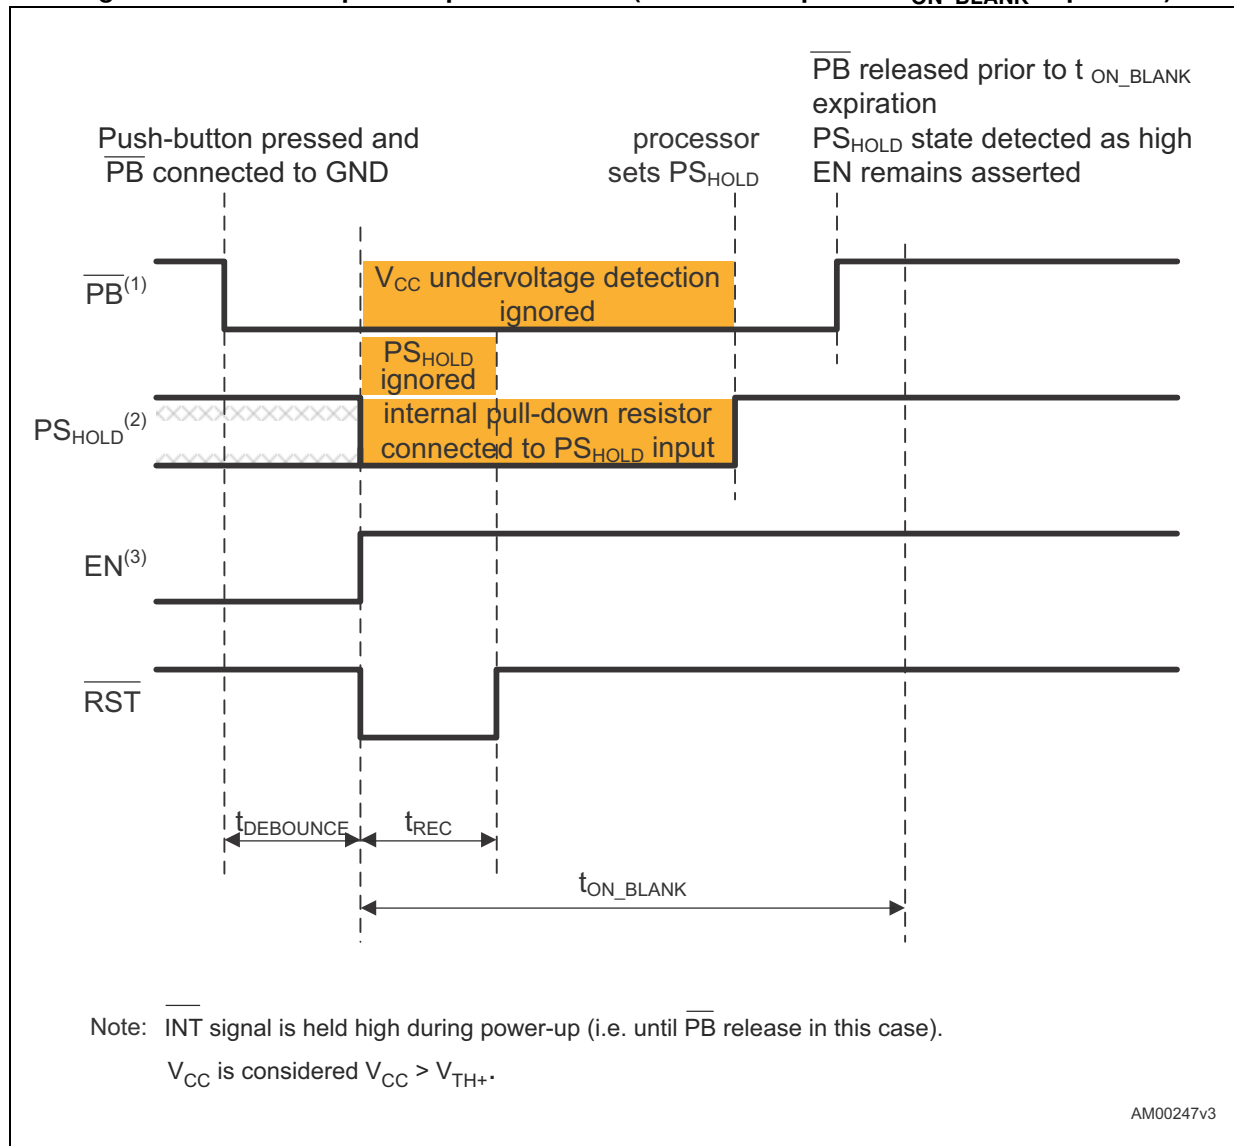 ON_BLANK
PB released prior to t ON_BLANK
expiration
Push-button pressed and
PB connected to GND
processor
sets PSHOLD
PSHOLD state detected as high
EN remains asserted
PB(1)
VCC undervoltage detection
ignored
PSHOLD
ignored
PSHOLD(2)
internal pull-down resistor
connected to PSHOLD input
EN(3)
RST
tDEBOUNCE
tREC
tON_BLANK
Note: INT signal is held high during power-up (i.e. until PB release in this case).
VCC is considered VCC > VTH+.
AM00247v3